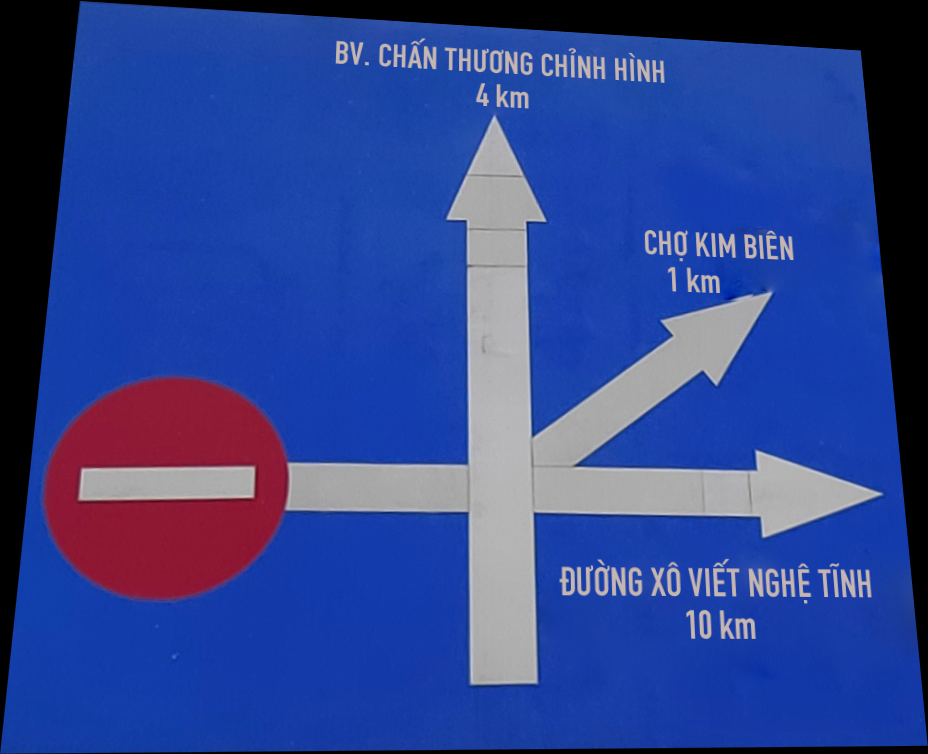 BV. CHẤN THƯƠNG CHỈNH HÌNH
4 km
CHỢ KIM BIÊN
1 km
ĐƯỜNG XÔ VIẾT NGHỆ TĨNH
10 km